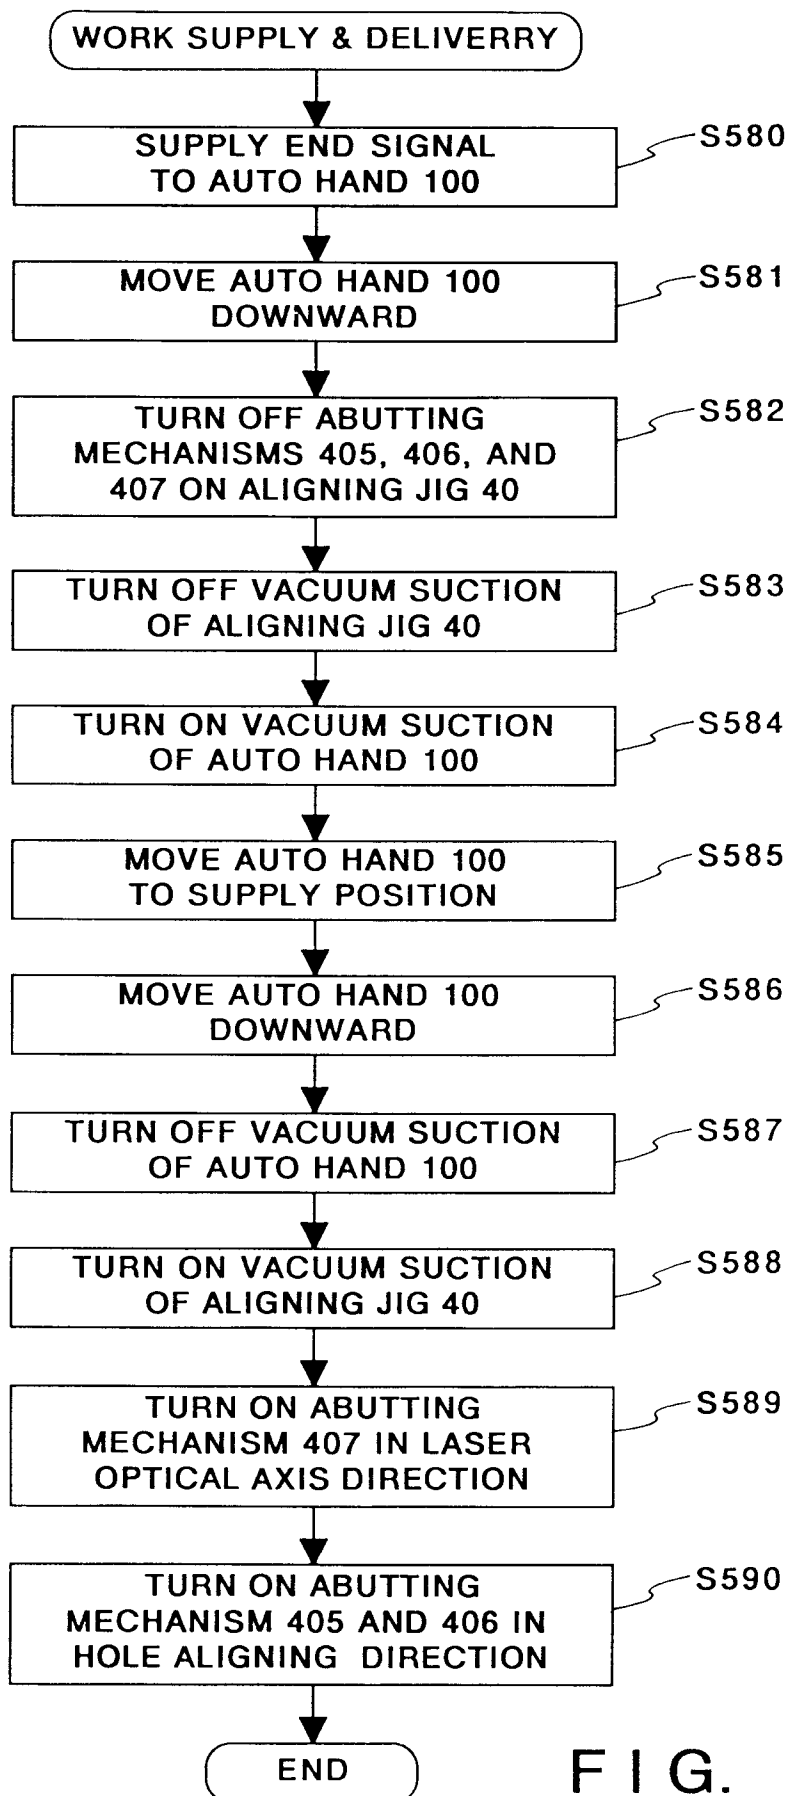 WORK SUPPLY & DELIVERRY
SUPPLY END SIGNAL
TO AUTO HAND 100
S580
MOVE AUTO HAND 100
DOWNWARD
S581
TURN OFF ABUTTING
MECHANISMS 405, 406, AND
407 ON ALIGNING JIG 40
S582
TURN OFF VACUUM SUCTION
OF ALIGNING JIG 40
S583
TURN ON VACUUM SUCTION
OF AUTO HAND 100
S584
MOVE AUTO HAND 100
TO SUPPLY POSITION
S585
MOVE AUTO HAND 100
DOWNWARD
S586
TURN OFF VACUUM SUCTION
OF AUTO HAND 100
S587
TURN ON VACUUM SUCTION
OF ALIGNING JIG 40
S588
TURN ON ABUTTING
MECHANISM 407 IN LASER
OPTICAL AXIS DIRECTION
S589
TURN ON ABUTTING
MECHANISM 405 AND 406 IN
HOLE ALIGNING DIRECTION
S590
END
FIG.